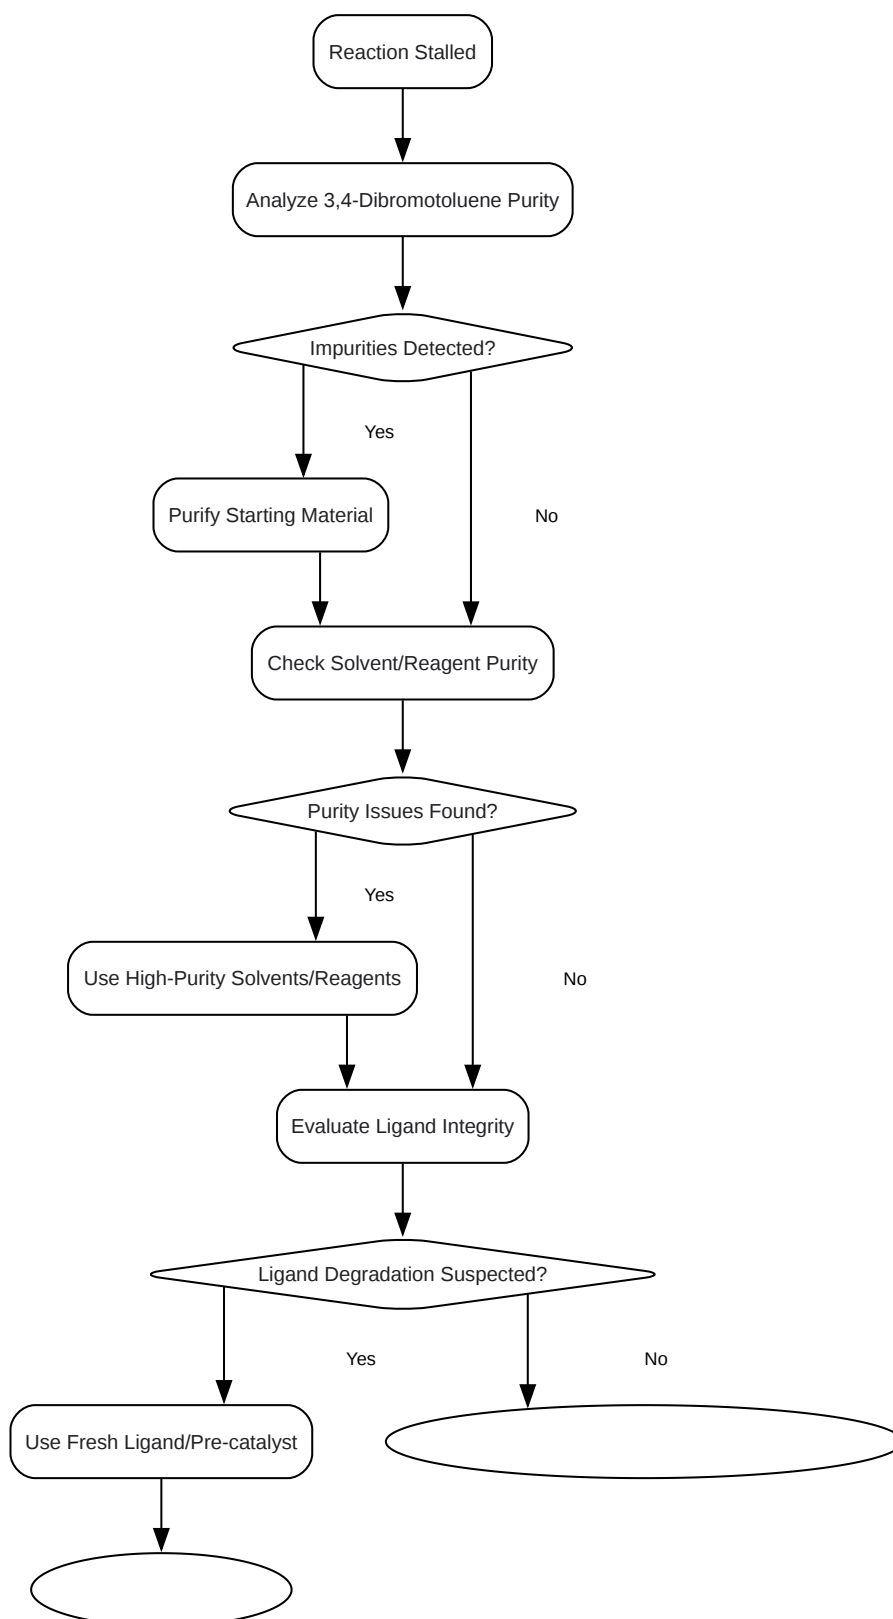 Reaction Stalled
Analyze 3,4-Dibromotoluene Purity
Impurities Detected?
Yes
Purify Starting Material
No
Check Solvent/Reagent Purity
Purity Issues Found?
Yes
Use High-Purity Solvents/Reagents
No
Evaluate Ligand Integrity
Ligand Degradation Suspected?
Yes
No
Use Fresh Ligand/Pre-catalyst